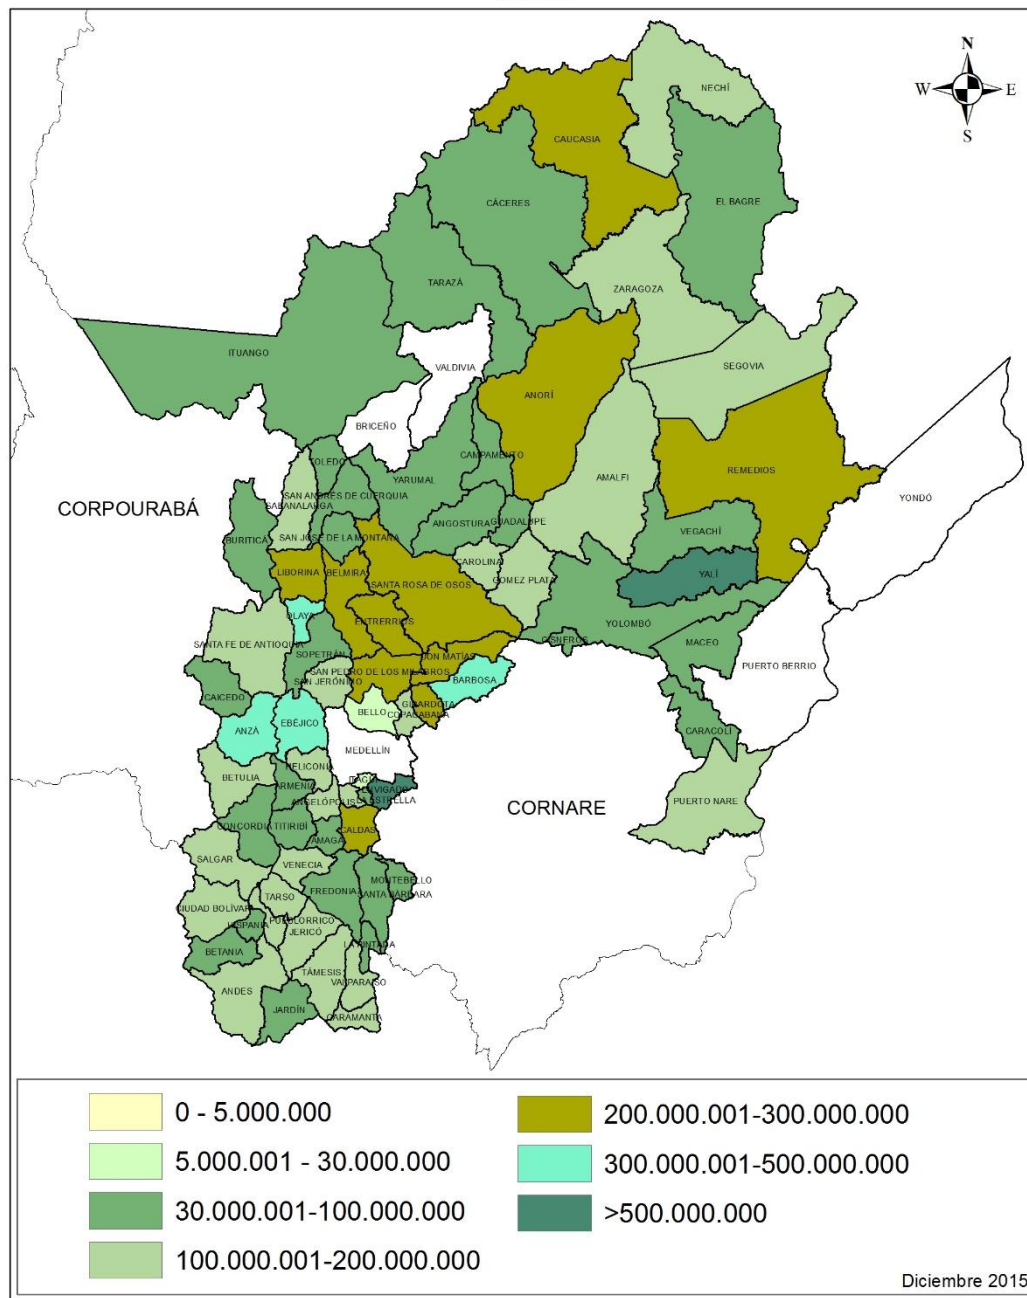 N
W E
S
NECHÍ
CAUCASIA
EL BAGRE
CÁCERES
TARAZÁ
ZARAGOZA
ITUANGO
VALDIVIA
SEGOVIA
ANORÍ
BRICEÑO
CAMPAMENTO
TOLEDO
YARUMAL
AMALFI
REMEDIOS
SAN ANDRÉS DE CUERQUIA
YONDÓ
SABANALARGA
CORPOURABÁ
ANGOSTURA
GUADALUPE
VEGACHÍ
BURITICÁ
SAN JOSÉ DE LA MONTAÑA
CAROLINA
YALÍ
LIBORINA
BELMIRA
SANTA ROSA DE OSOS
GÓMEZ PLATA
OLAYA
ENTRERRÍOS
YOLOMBÓ
CISNEROS
MACEO
SANTA FE DE ANTIOQUIA
SOPETRÁN
DON MATÍAS
PUERTO BERRIO
SAN PEDRO DE LOS MILAGROS
SAN JERÓNIMO
BARBOSA
CAICEDO
GIRARDOTA
BELLO
COPACABANA
ANZÁ
EBÉJICO
CARACOLÍ
MEDELLÍN
HELICONIA
BETULIA
ITAGÜÍ
ARMENIA
ENVIGADO
LA ESTRELLA
ANGELÓPOLIS
PUERTO NARE
CORNARE
CONCORDIA
TITIRIBÍ
CALDAS
AMAGÁ
SALGAR
VENECIA
MONTEBELLO
FREDONIA
SANTA BÁRBARA
TARSO
CIUDAD BOLÍVAR
PUEBLORRICO
HISPANIA
JERICÓ
LA PINTADA
BETANIA
TÁMESIS
VALPARAÍSO
ANDES
JARDÍN
CARAMANTA
0 - 5.000.000
5.000.001 - 30.000.000
30.000.001-100.000.000
100.000.001-200.000.000
200.000.001-300.000.000
300.000.001-500.000.000
>500.000.000
Diciembre 2015